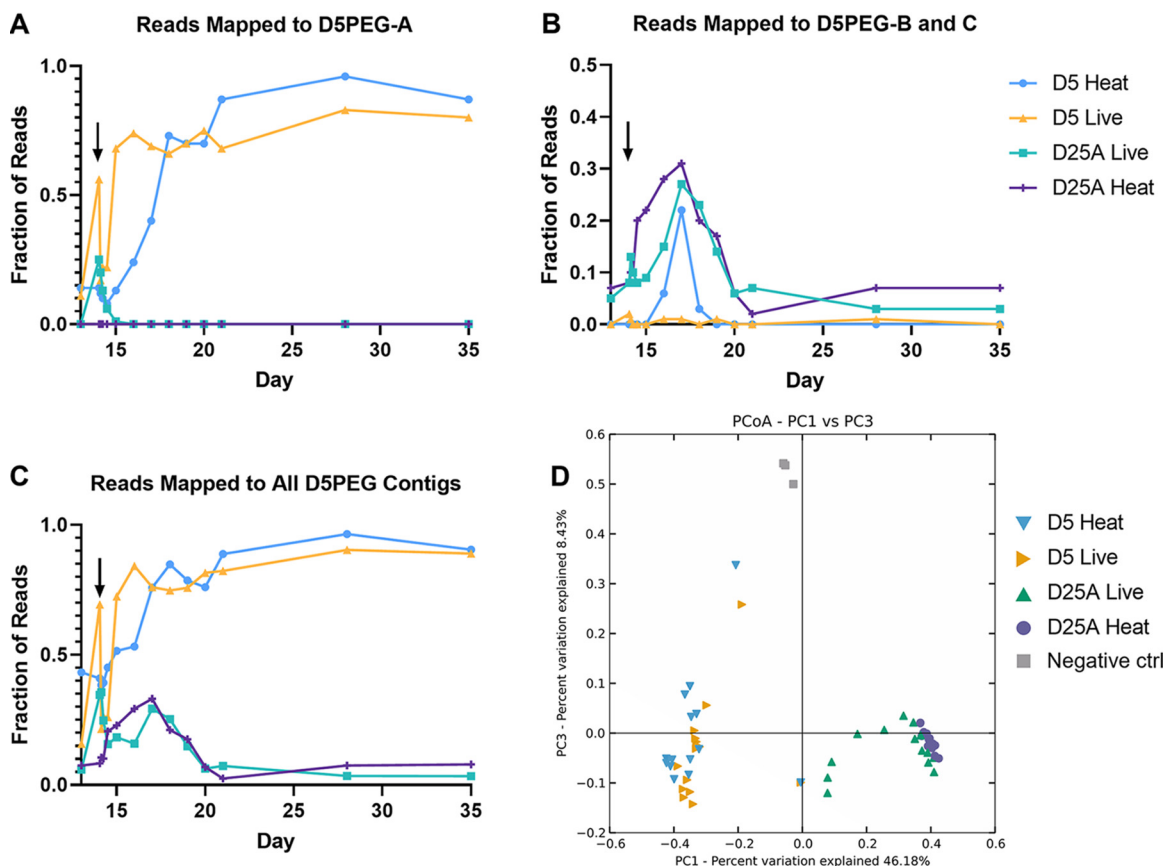 A
Reads Mapped to D5PEG-A
Fraction of Reads
1.0
0.5
0.0
15
20
25
30
35
Day
B
Reads Mapped to D5PEG-B and C
Fraction of Reads
0.5
0.4
0.3
0.2
0.1
0.0
15
20
25
30
35
Day
D5 Heat
D5 Live
D25A Live
D25A Heat
C
Reads Mapped to All D5PEG Contigs
Fraction of Reads
1.0
0.5
0.0
15
20
25
30
35
Day
D
PCoA - PC1 vs PC3
PC3 - Percent variation explained 8.43%
0.6
0.5
0.4
0.3
0.2
0.1
0.0
−0.1
−0.2
−0.6
−0.4
−0.2
0.0
0.2
0.4
0.6
PC1 - Percent variation explained 46.18%
D5 Heat
D5 Live
D25A Live
D25A Heat
Negative ctrl